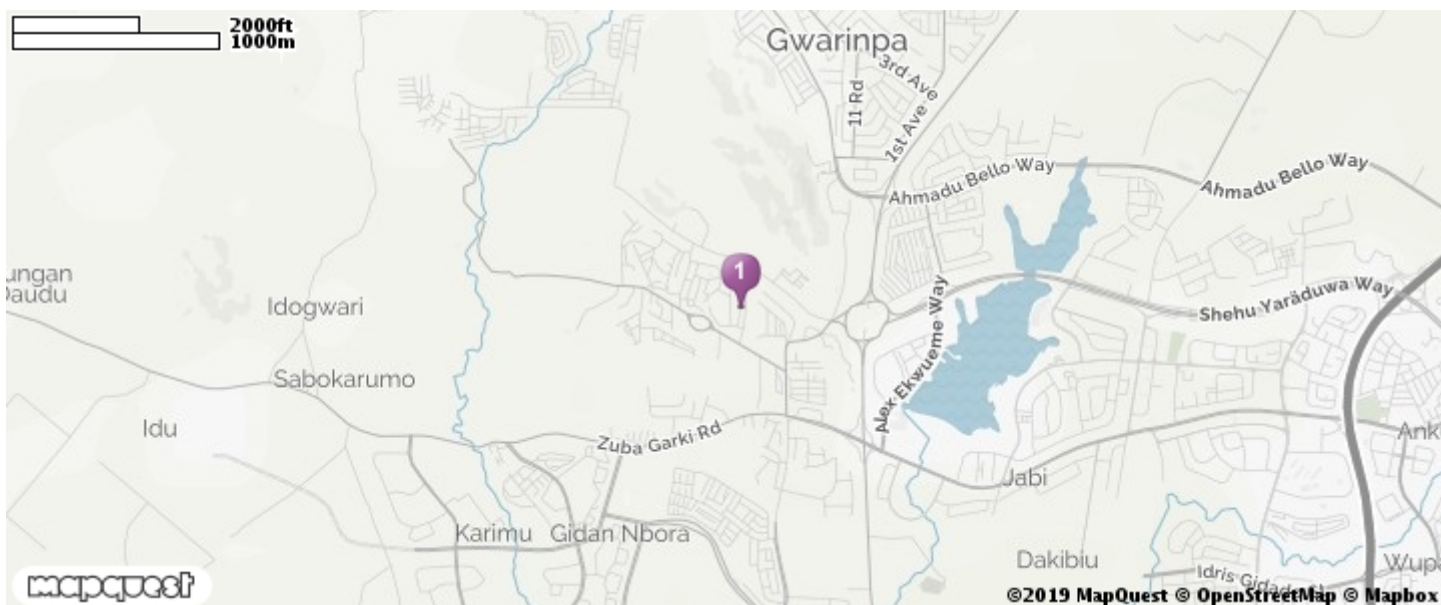 2000ft
1000m
Gwarinpa
3rd Ave
11 Rd
1st Ave
Ahmadu Bello Way
Ahmadu Bello Way
1
ungan
Daudu
Idogwari
Alex Ekwueme Way
Shehu Yaräduwa Way
Sabokarumo
Idu
Zuba Garki Rd
Ank
Jabi
Karimu
Gidan Nbora
Dakibiu
Wupa
mapquest
©2019 MapQuest © OpenStreetMap © Mapbox